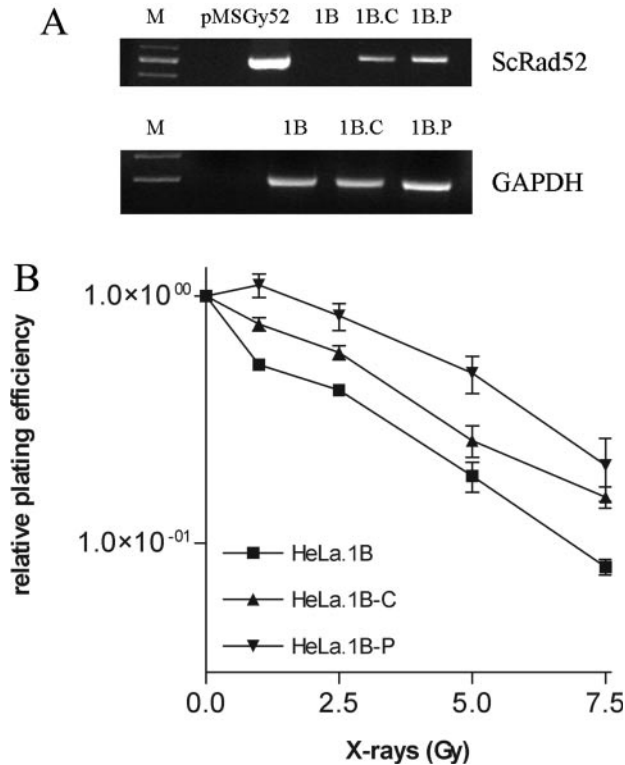 A
M pMSGy52 1B 1B.C 1B.P
ScRad52
M 1B 1B.C 1B.P
GAPDH
B
1.0×10⁰⁰
1.0×10⁻⁰¹
relative plating efficiency
HeLa.1B
HeLa.1B-C
HeLa.1B-P
0.0 2.5 5.0 7.5
X-rays (Gy)